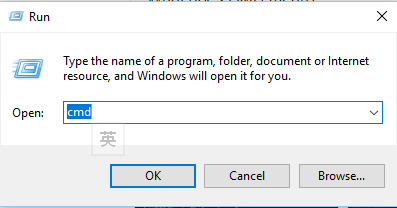 Run
Type the name of a program, folder, document or Internet
resource, and Windows will open it for you.
Open: cmd
英
OK Cancel Browse...